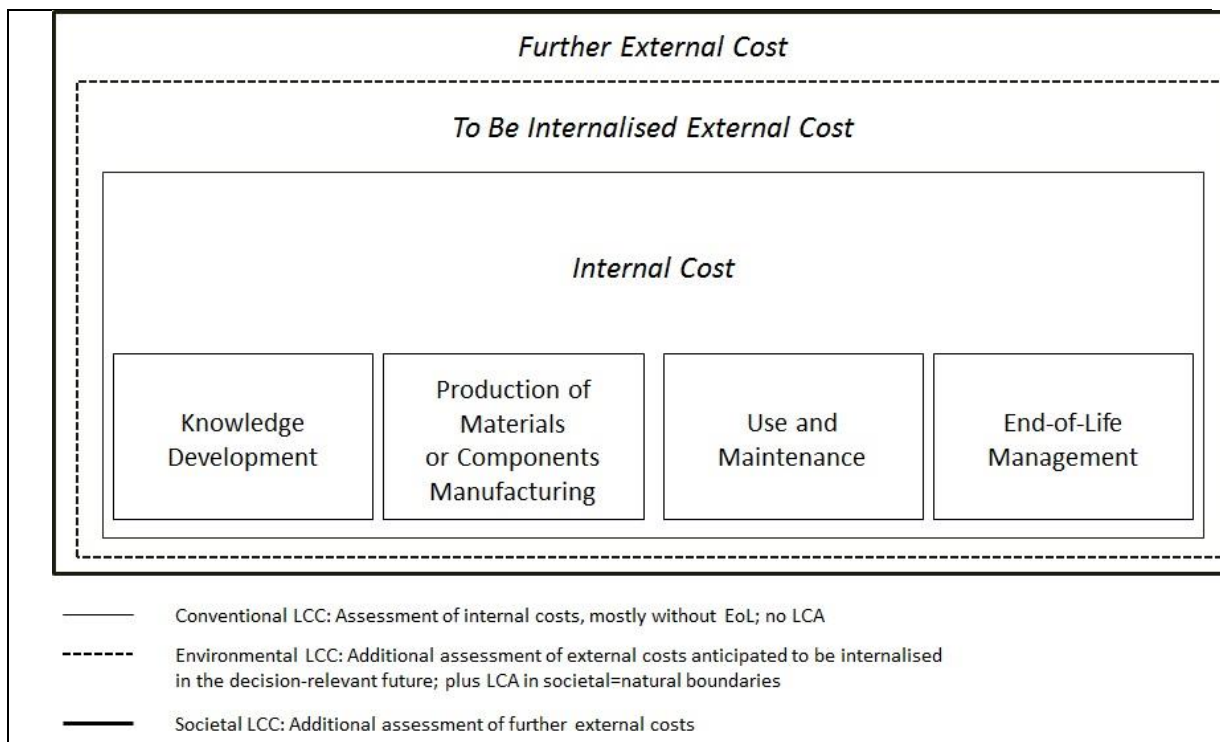 Further External Cost
To Be Internalised External Cost
Internal Cost
Knowledge
Development
Production of
Materials
or Components
Manufacturing
Use and
Maintenance
End-of-Life
Management
Conventional LCC: Assessment of internal costs, mostly without EoL; no LCA
Environmental LCC: Additional assessment of external costs anticipated to be internalised
in the decision-relevant future; plus LCA in societal=natural boundaries
Societal LCC: Additional assessment of further external costs